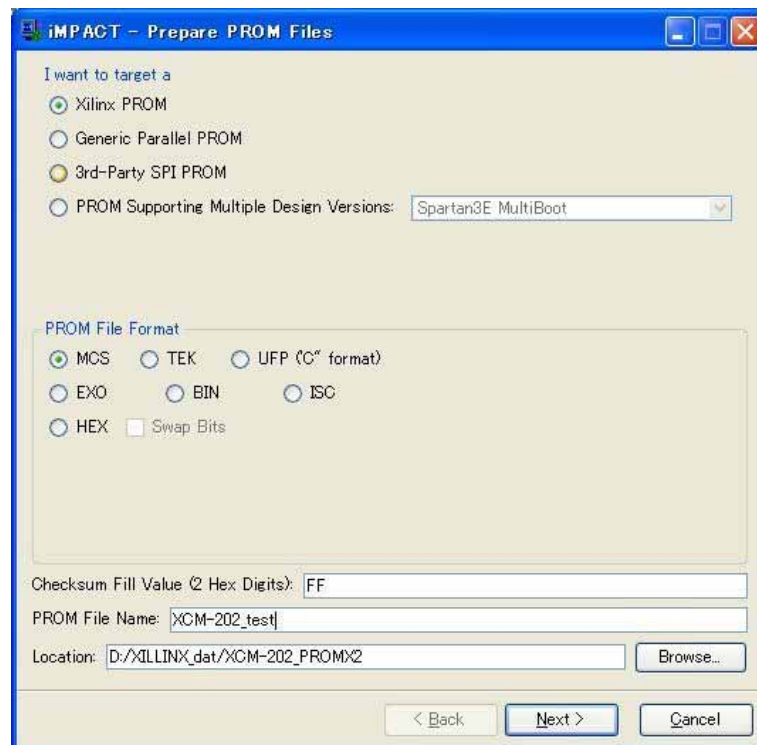 iMPACT - Prepare PROM Files
I want to target a
Xilinx PROM
Generic Parallel PROM
3rd-Party SPI PROM
PROM Supporting Multiple Design Versions: Spartan3E MultiBoot
PROM File Format
MCS TEK UFP ("C" format)
EXO BIN ISC
HEX Swap Bits
Checksum Fill Value (2 Hex Digits): FF
PROM File Name: XCM-202_test
Location: D:/XILLINX_dat/XCM-202_PROMX2 Browse...
< Back Next > Cancel